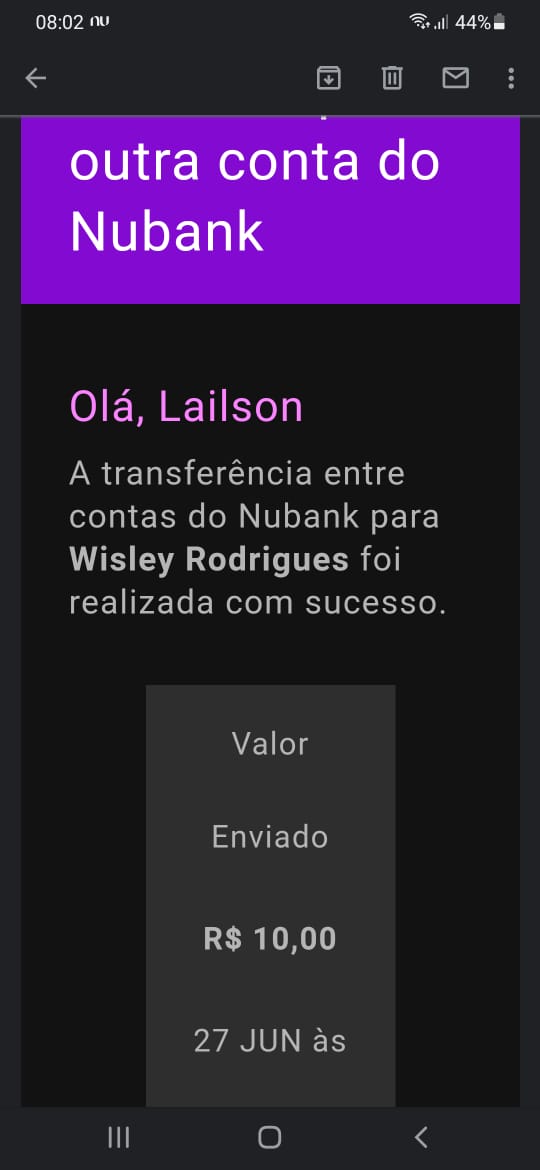 08:02 nu 44%
outra conta do
Nubank
Olá, Lailson
A transferência entre
contas do Nubank para
Wisley Rodrigues foi
realizada com sucesso.
Valor
Enviado
R$ 10,00
27 JUN às